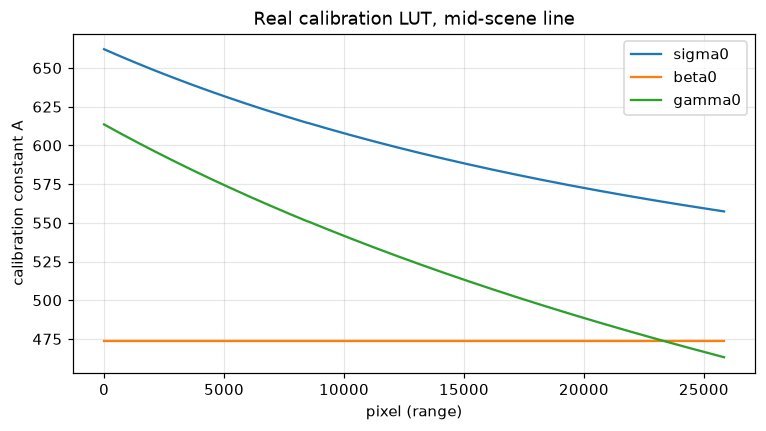 Real calibration LUT, mid-scene line
calibration constant A
650
625
600
575
550
525
500
475
sigma0
beta0
gamma0
0 5000 10000 15000 20000 25000
pixel (range)